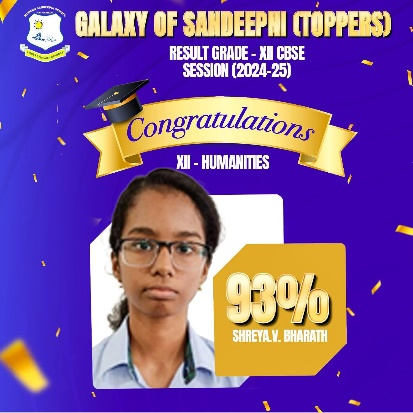 GALAXY OF SANDEEPHI (TOPPERS)
RESULT GRADE - XII CBSE
SESSION (2024-25)
Congratulations
XII - HUMANITIES
93%
SHREYA.V. BHARATH